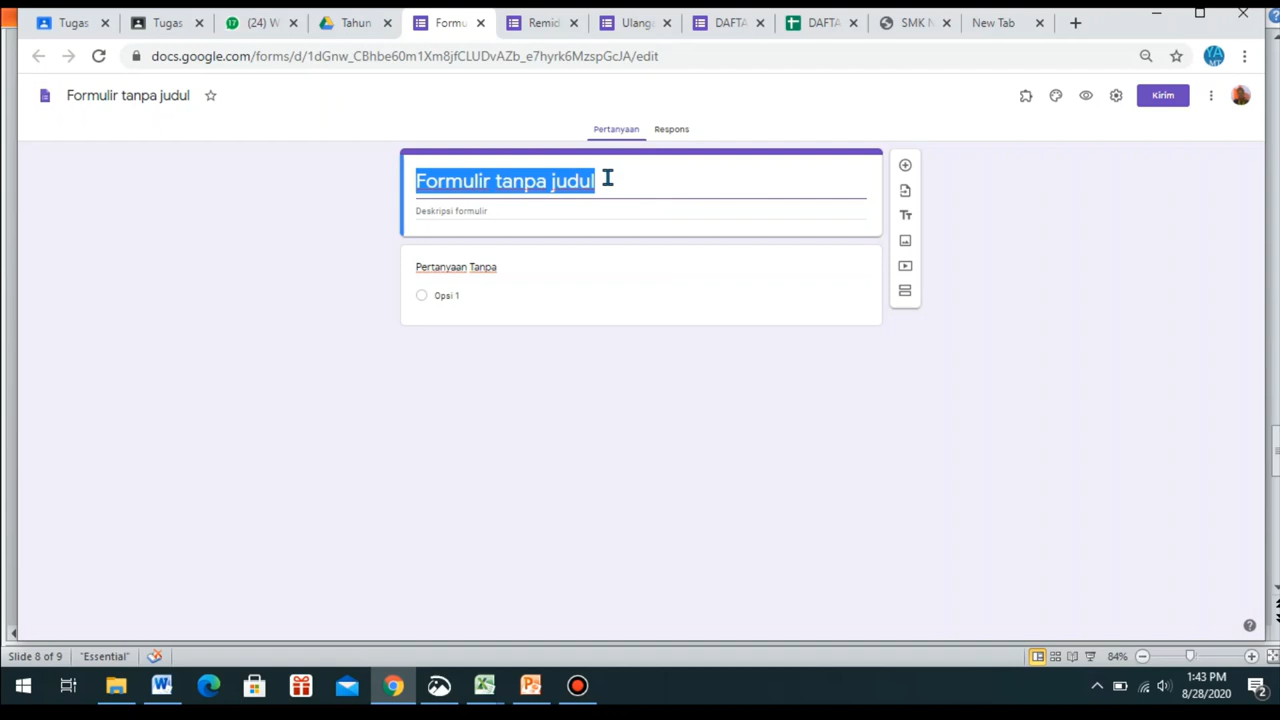 Tugas
Tugas
(24) W
Tahun
Formu
Remid
Ulang
DAFTA
DAFTA
SMK
New Tab
docs.google.com/forms/d/1dGnw_CBhbe60m1Xm8jfCLUDvAZb_e7hyrk6MzspGcJA/edit
Formulir tanpa judul
Kirim
Pertanyaan Respons
Formulir tanpa judul
Deskripsi formulir
Pertanyaan Tanpa
Opsi 1
Slide 8 of 9 "Essential" 84%
1:43 PM
8/28/2020
2